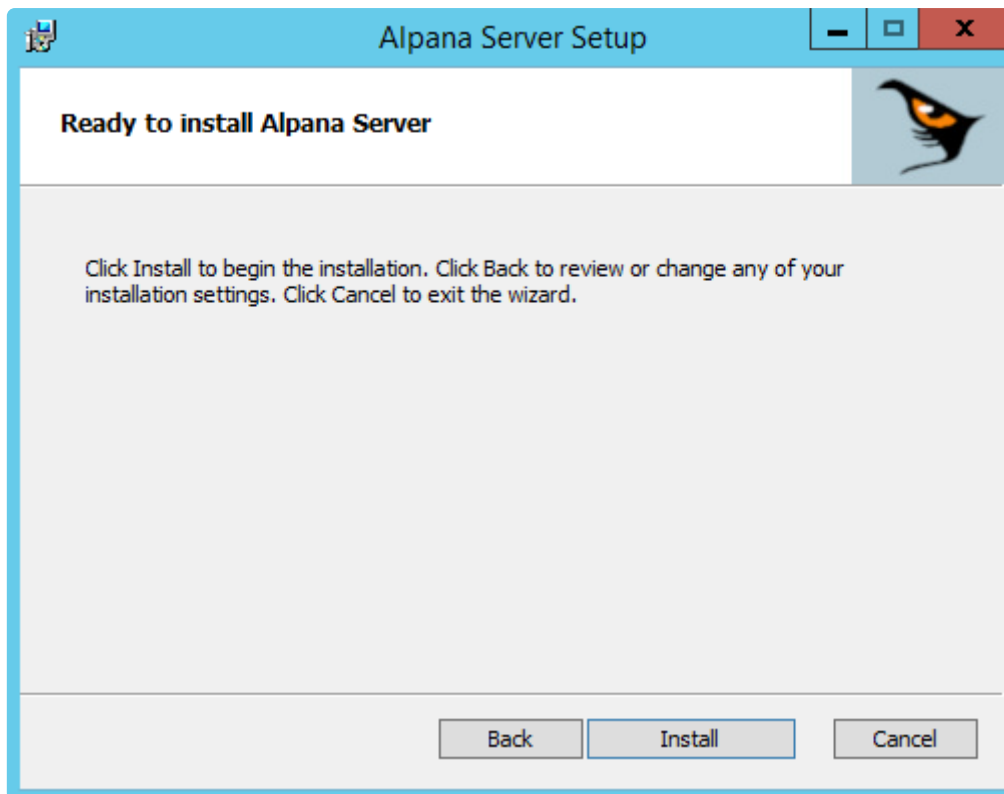 Alpana Server Setup
Ready to install Alpana Server
Click Install to begin the installation. Click Back to review or change any of your
installation settings. Click Cancel to exit the wizard.
Back Install Cancel